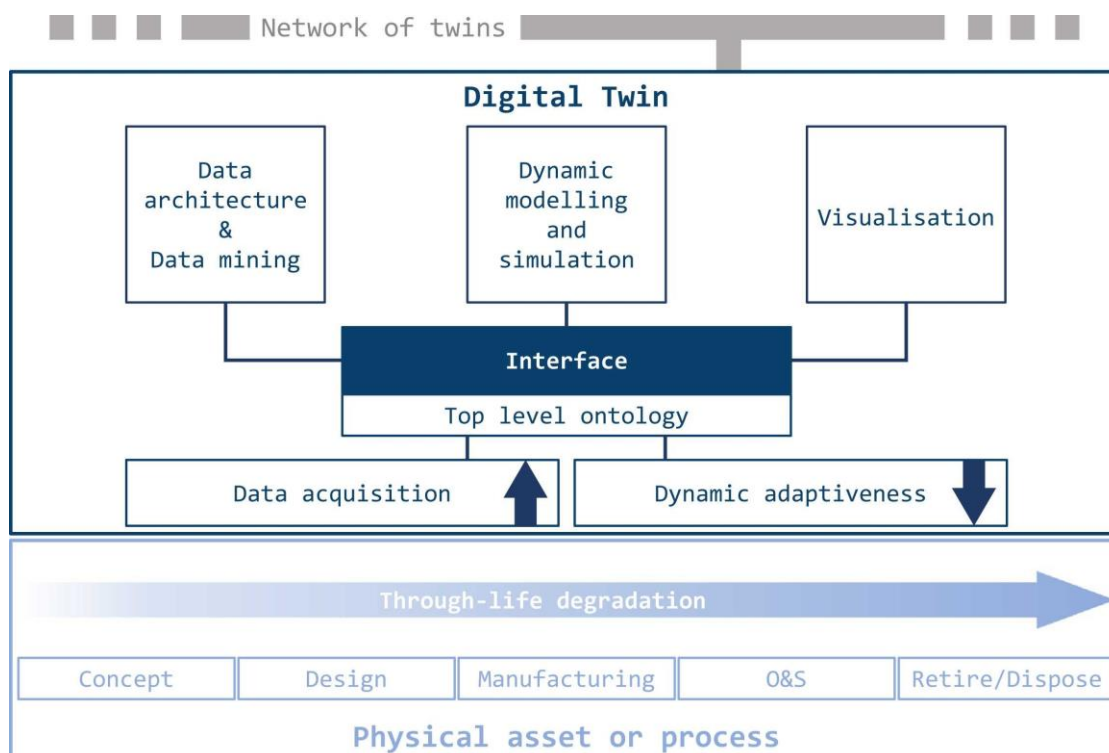 Network of twins
Digital Twin
Data
architecture
&
Data mining
Dynamic
modelling
and
simulation
Visualisation
Interface
Top level ontology
Data acquisition
Dynamic adaptiveness
Through-life degradation
Concept
Design
Manufacturing
O&S
Retire/Dispose
Physical asset or process